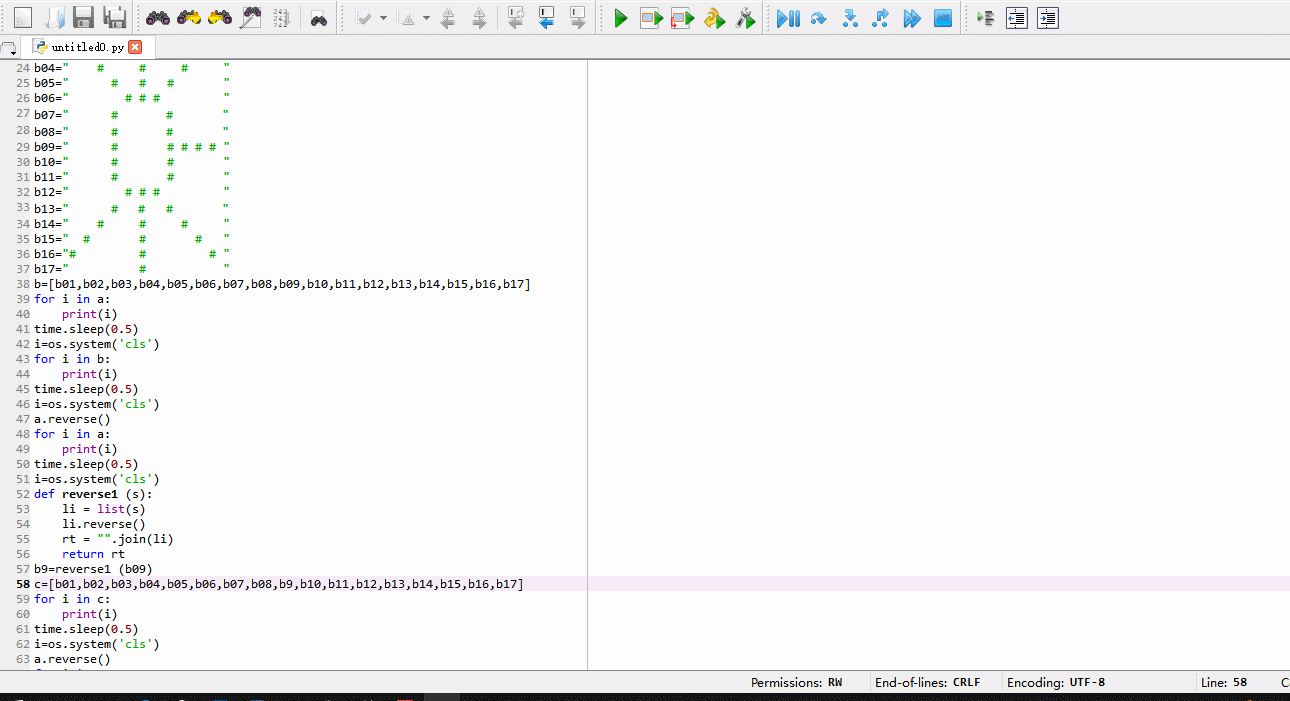 untitled0.py
24 b04="    #     #     #     "
25 b05="      #   #   #       "
26 b06="        # # #         "
27 b07="      #       #       "
28 b08="      #       #       "
29 b09="      #       # # # # "
30 b10="      #       #       "
31 b11="      #       #       "
32 b12="        # # #         "
33 b13="      #   #   #       "
34 b14="    #     #     #     "
35 b15="  #       #       #   "
36 b16="#         #         # "
37 b17="          #           "
38 b=[b01,b02,b03,b04,b05,b06,b07,b08,b09,b10,b11,b12,b13,b14,b15,b16,b17]
39 for i in a:
40     print(i)
41 time.sleep(0.5)
42 i=os.system('cls')
43 for i in b:
44     print(i)
45 time.sleep(0.5)
46 i=os.system('cls')
47 a.reverse()
48 for i in a:
49     print(i)
50 time.sleep(0.5)
51 i=os.system('cls')
52 def reverse1 (s):
53     li = list(s)
54     li.reverse()
55     rt = "".join(li)
56     return rt
57 b9=reverse1 (b09)
58 c=[b01,b02,b03,b04,b05,b06,b07,b08,b9,b10,b11,b12,b13,b14,b15,b16,b17]
59 for i in c:
60     print(i)
61 time.sleep(0.5)
62 i=os.system('cls')
63 a.reverse()
Permissions: RW End-of-lines: CRLF Encoding: UTF-8 Line: 58